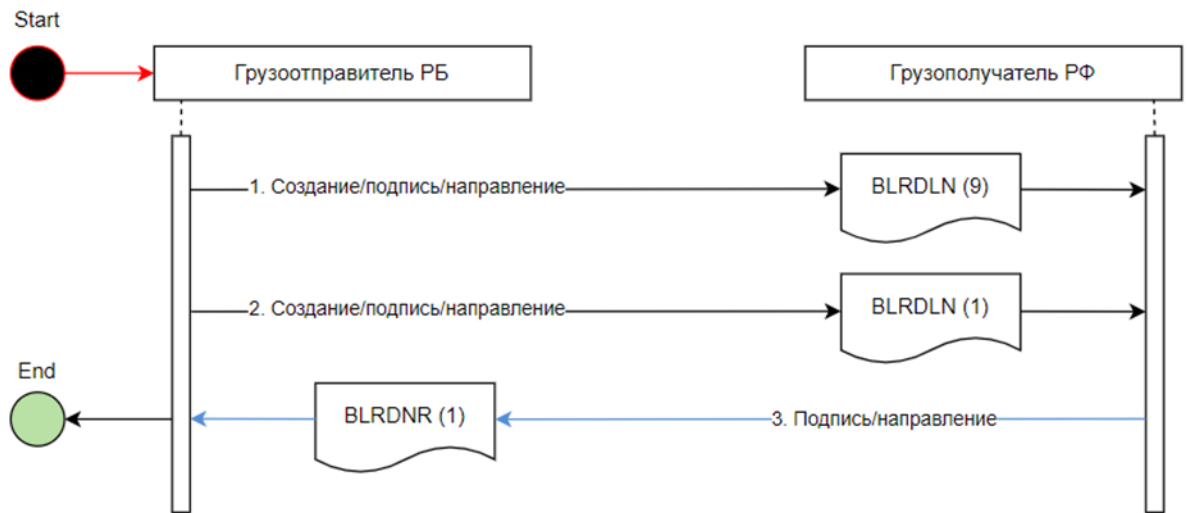 Start
Грузоотправитель РБ
Грузополучатель РФ
1. Создание/подпись/направление
BLRDLN (9)
2. Создание/подпись/направление
BLRDLN (1)
End
BLRDNR (1)
3. Подпись/направление